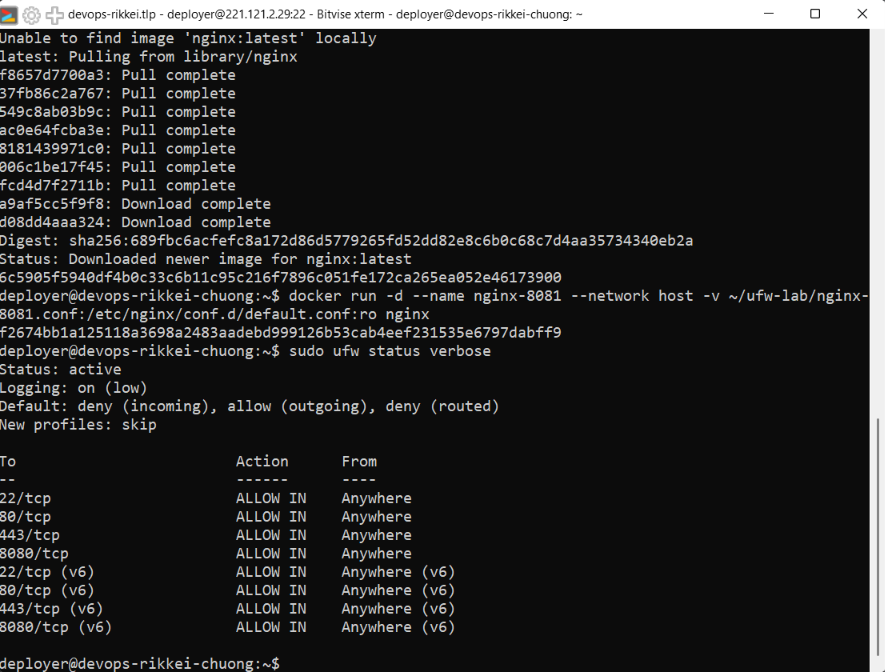 devops-rikkei.tlp - deployer@221.121.2.29:22 - Bitvise xterm - deployer@devops-rikkei-chuong: ~
Unable to find image 'nginx:latest' locally
latest: Pulling from library/nginx
f8657d7700a3: Pull complete
37fb86c2a767: Pull complete
549c8ab03b9c: Pull complete
ac0e64fcba3e: Pull complete
8181439971c0: Pull complete
006c1be17f45: Pull complete
fcd4d7f2711b: Pull complete
a9af5cc5f9f8: Download complete
d08dd4aaa324: Download complete
Digest: sha256:689fbc6acfefc8a172d86d5779265fd52dd82e8c6b0c68c7d4aa35734340eb2a
Status: Downloaded newer image for nginx:latest
6c5905f5940df4b0c33c6b11c95c216f7896c051fe172ca265ea052e46173900
deployer@devops-rikkei-chuong:~$ docker run -d --name nginx-8081 --network host -v ~/ufw-lab/nginx-
8081.conf:/etc/nginx/conf.d/default.conf:ro nginx
f2674bb1a125118a3698a2483aadebd999126b53cab4eef231535e6797dabff9
deployer@devops-rikkei-chuong:~$ sudo ufw status verbose
Status: active
Logging: on (low)
Default: deny (incoming), allow (outgoing), deny (routed)
New profiles: skip
To Action From
-- ------ ----
22/tcp ALLOW IN Anywhere
80/tcp ALLOW IN Anywhere
443/tcp ALLOW IN Anywhere
8080/tcp ALLOW IN Anywhere
22/tcp (v6) ALLOW IN Anywhere (v6)
80/tcp (v6) ALLOW IN Anywhere (v6)
443/tcp (v6) ALLOW IN Anywhere (v6)
8080/tcp (v6) ALLOW IN Anywhere (v6)
deployer@devops-rikkei-chuong:~$